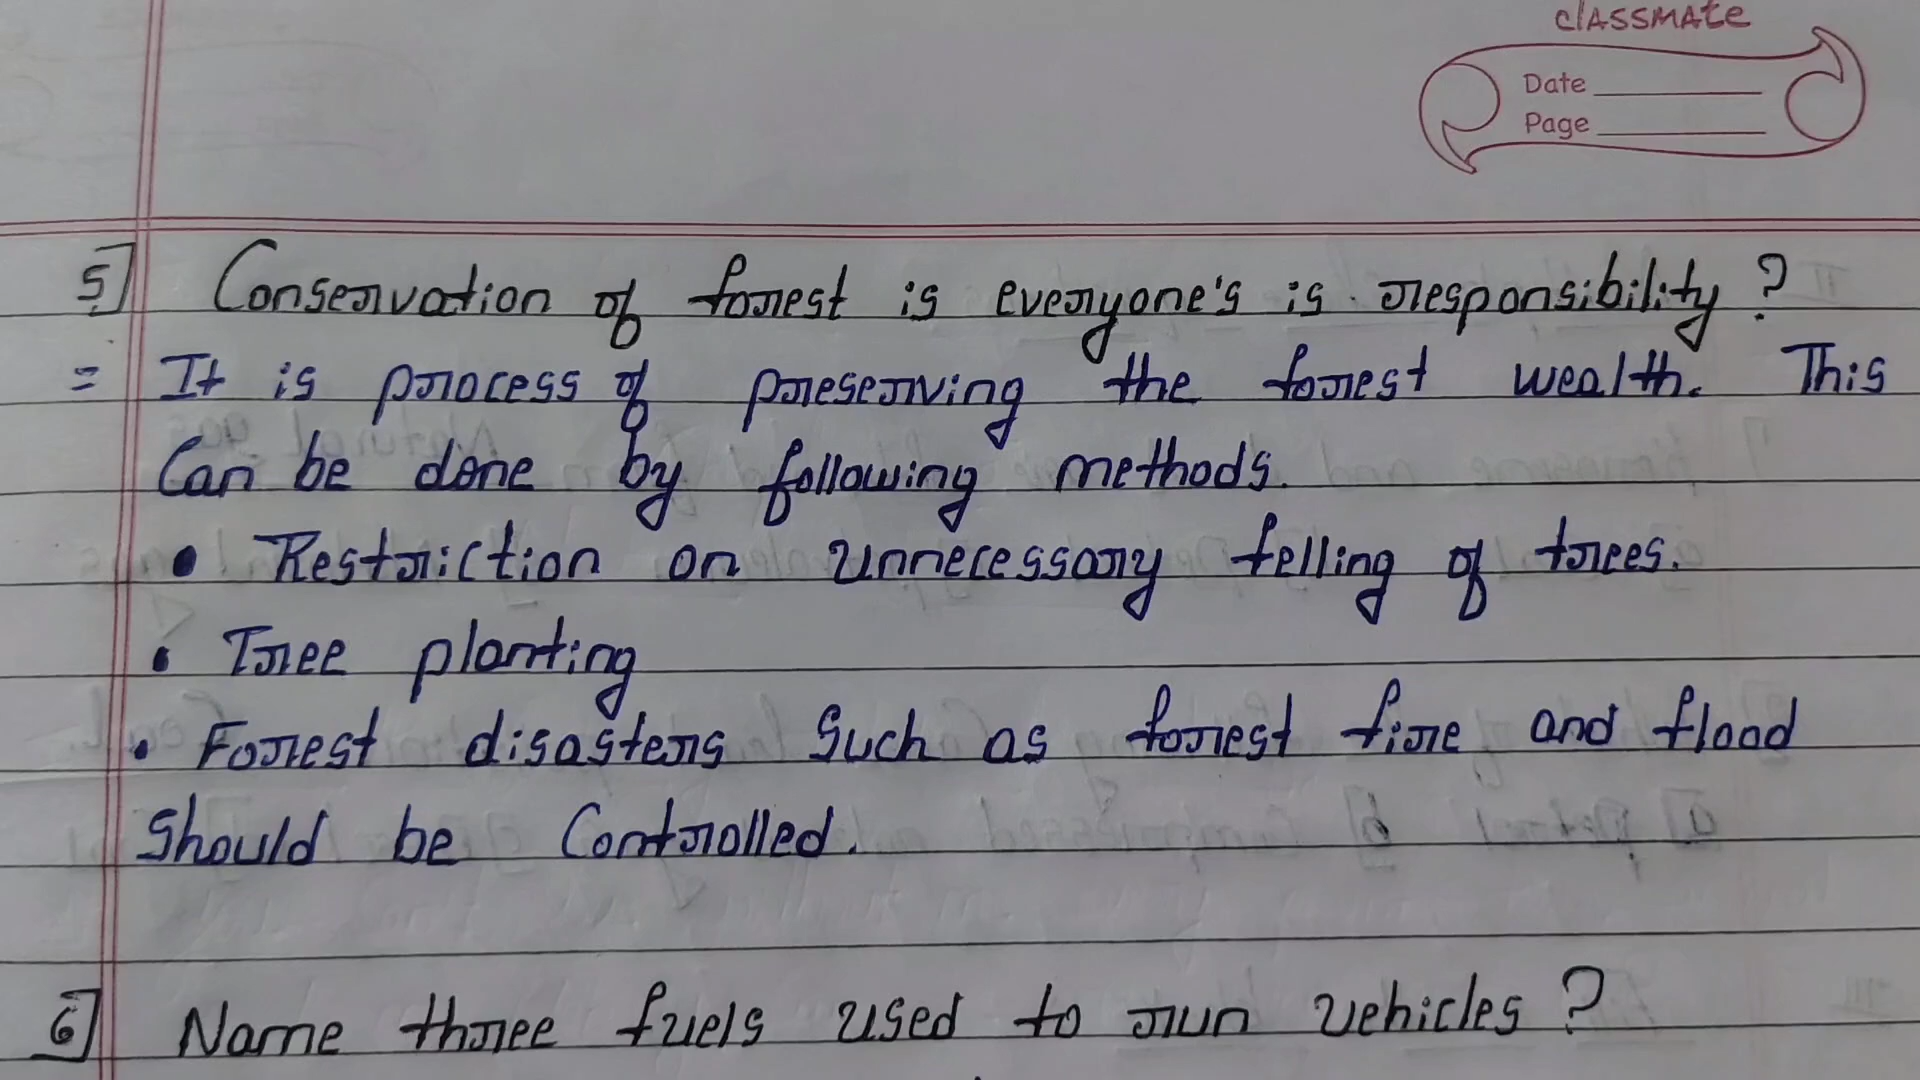 classmate
Date
Page
5] Conservation of forest is everyone's is responsibility ?
= It is process of preserving the forest wealth. This
Can be done by following methods.
• Restriction on unnecessary felling of trees.
• Tree planting
• Forest disasters Such as forest fire and flood
Should be Controlled.
6] Name three fuels used to run vehicles ?